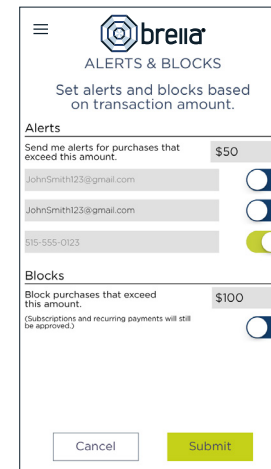 brella
ALERTS & BLOCKS
Set alerts and blocks based
on transaction amount.
Alerts
Send me alerts for purchases that
exceed this amount.
$50
JohnSmith123@gmail.com
JohnSmith123@gmail.com
515-555-0123
Blocks
Block purchases that exceed
this amount.
$100
(Subscriptions and recurring payments will still
be approved.)
Cancel
Submit